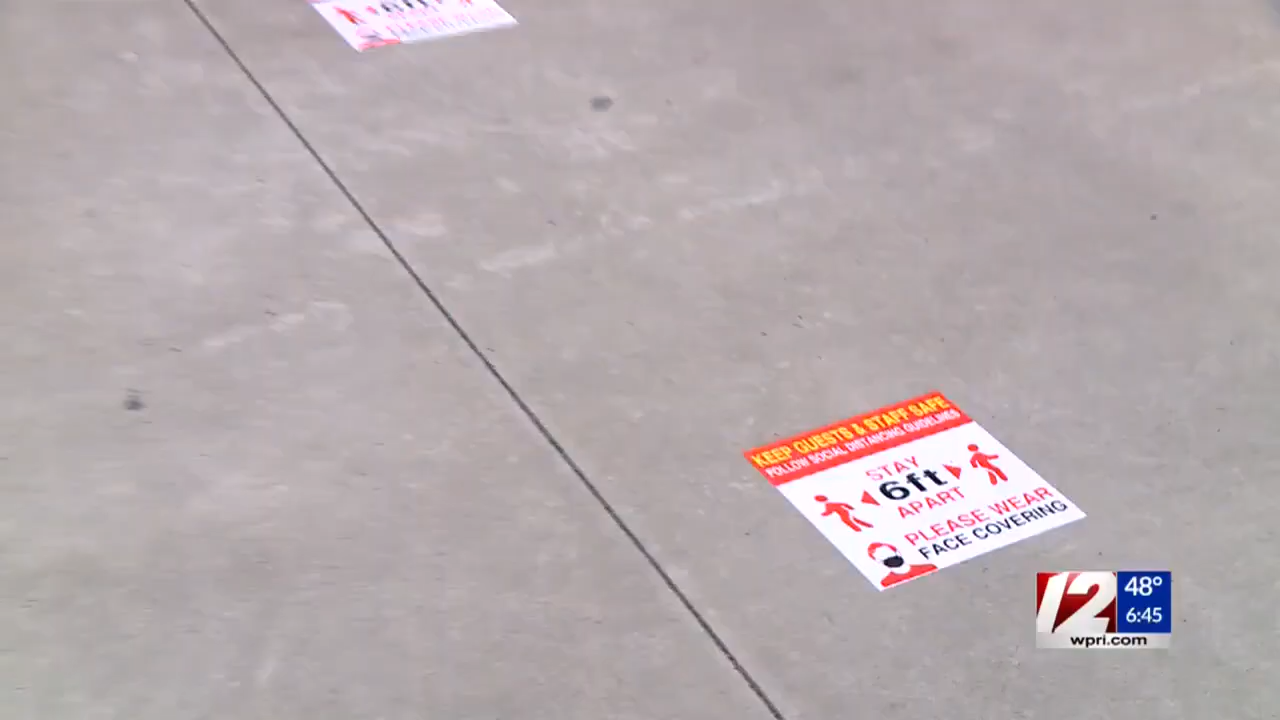 6ft
KEEP GUESTS & STAFF SAFE
FOLLOW SOCIAL DISTANCING GUIDELINES
STAY
6ft
APART
PLEASE WEAR
FACE COVERING
12
48°
6:45
wpri.com